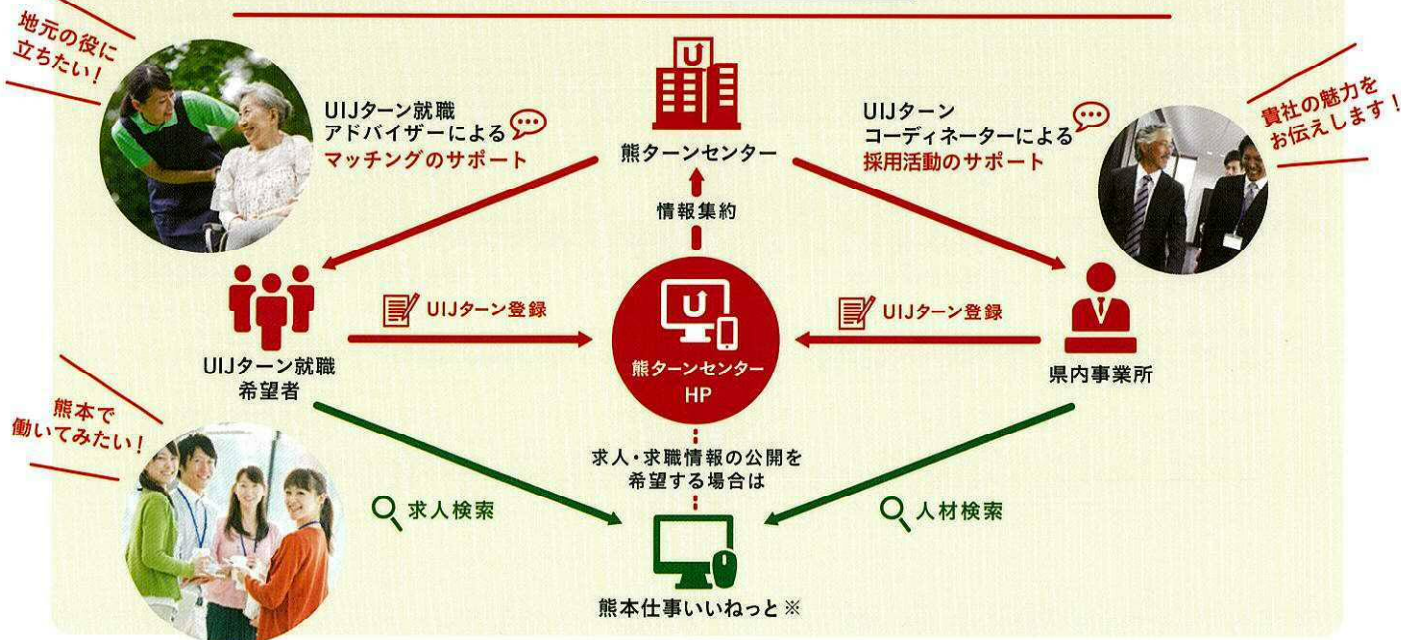 地元の役に
立ちたい！
UIJターン就職
アドバイザーによる
マッチングのサポート
U
熊ターンセンター
UIJターン
コーディネーターによる
採用活動のサポート
貴社の魅力を
お伝えします！
情報集約
UIJターン登録
U
熊ターンセンター
HP
UIJターン登録
UIJターン就職
希望者
県内事業所
熊本で
働いてみたい！
求人・求職情報の公開を
希望する場合は
求人検索
人材検索
熊本仕事いいねっと※